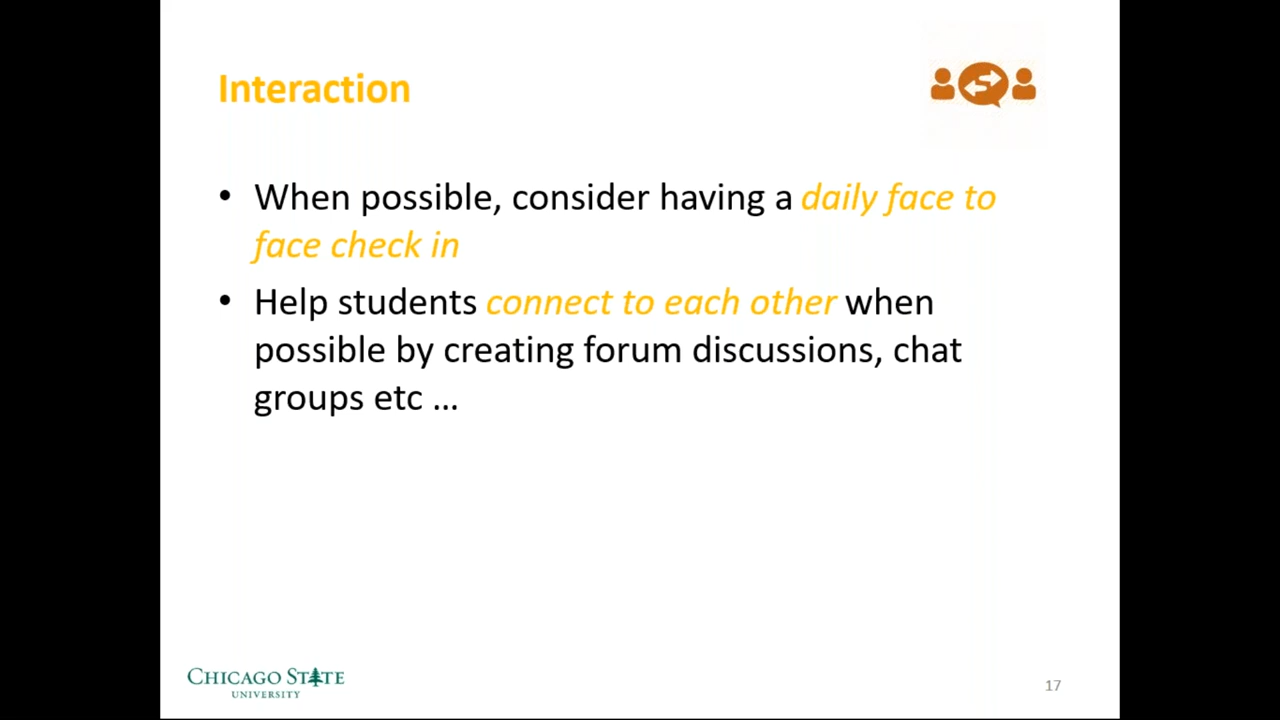 Interaction
• When possible, consider having a daily face to
face check in
• Help students connect to each other when
possible by creating forum discussions, chat
groups etc …
CHICAGO STATE
UNIVERSITY
17